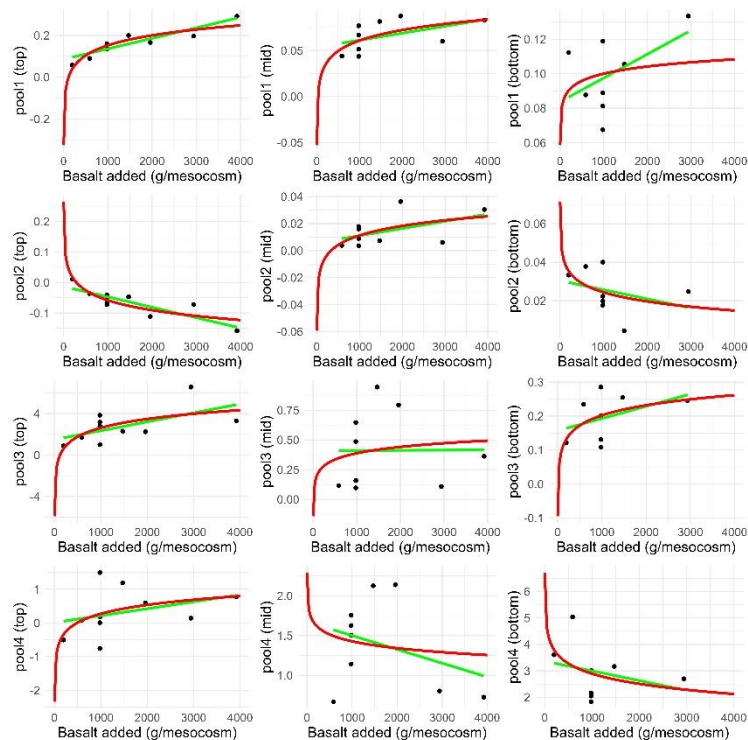 pool1 (top)
0.2
0.0
-0.2
0 1000 2000 3000 4000
Basalt added (g/mesocosm)
pool1 (mid)
0.05
0.00
-0.05
0 1000 2000 3000 4000
Basalt added (g/mesocosm)
pool1 (bottom)
0.12
0.10
0.08
0.06
0 1000 2000 3000 4000
Basalt added (g/mesocosm)
pool2 (top)
0.2
0.1
0.0
-0.1
0 1000 2000 3000 4000
Basalt added (g/mesocosm)
pool2 (mid)
0.04
0.02
0.00
-0.02
-0.04
-0.06
0 1000 2000 3000 4000
Basalt added (g/mesocosm)
pool2 (bottom)
0.06
0.04
0.02
0 1000 2000 3000 4000
Basalt added (g/mesocosm)
pool3 (top)
4
0
-4
0 1000 2000 3000 4000
Basalt added (g/mesocosm)
pool3 (mid)
0.75
0.50
0.25
0.00
0 1000 2000 3000 4000
Basalt added (g/mesocosm)
pool3 (bottom)
0.3
0.2
0.1
0.0
-0.1
0 1000 2000 3000 4000
Basalt added (g/mesocosm)
pool4 (top)
1
0
-1
-2
0 1000 2000 3000 4000
Basalt added (g/mesocosm)
pool4 (mid)
2.0
1.5
1.0
0 1000 2000 3000 4000
Basalt added (g/mesocosm)
pool4 (bottom)
6
5
4
3
2
0 1000 2000 3000 4000
Basalt added (g/mesocosm)